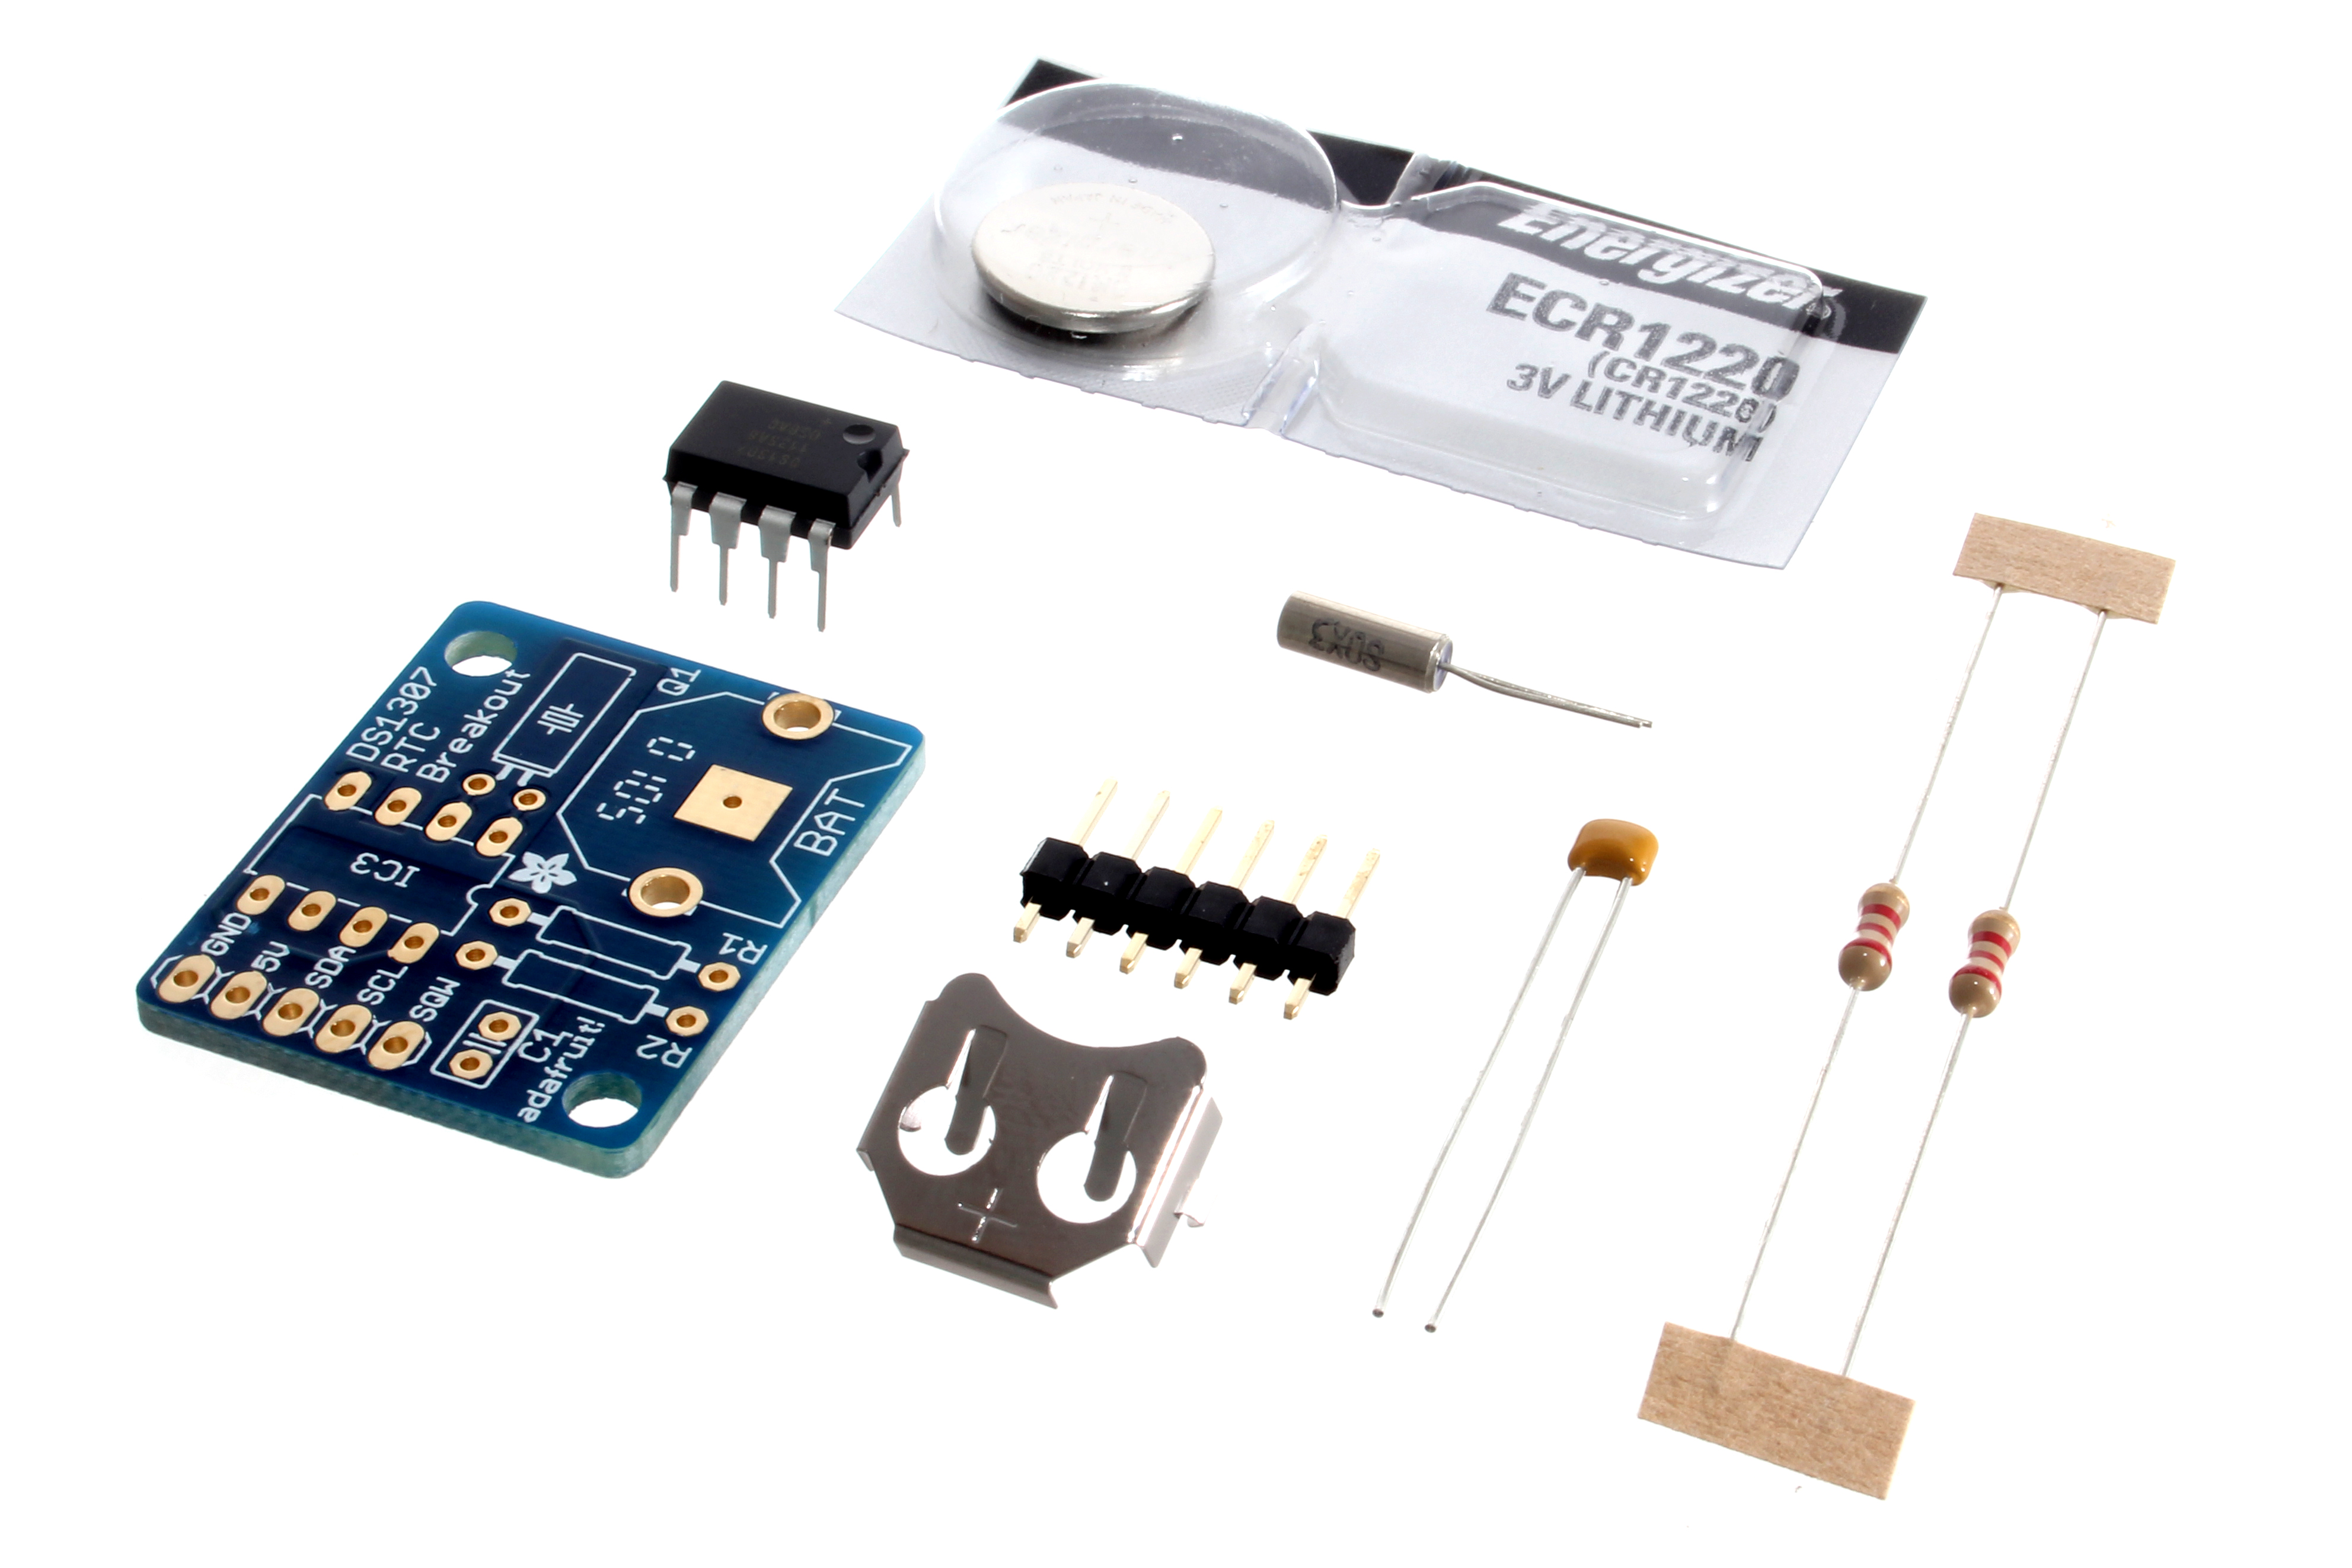 Energizer
ECR1220
(CR1220)
3V LITHIUM
DS1307
RTC
Breakout
Q1
BAT
IC3
GND
5V
SDA
SCL
SQW
R1
R2
C1
adafruit!
+